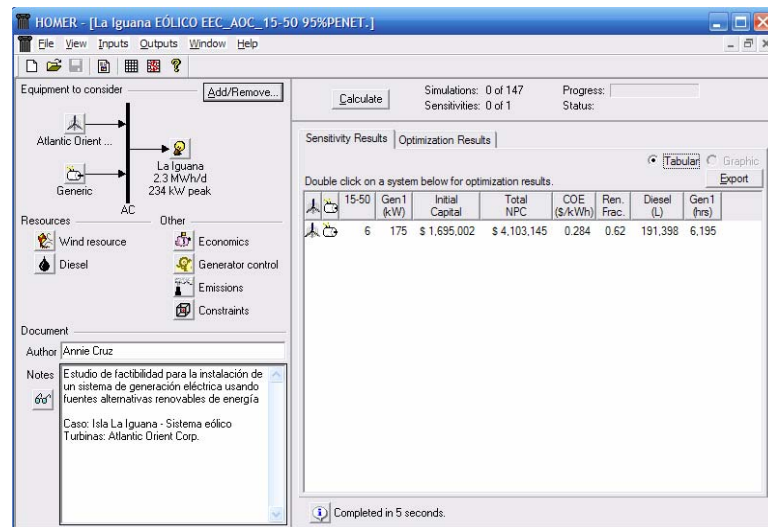 HOMER - [La Iguana EÓLICO EEC_AOC_15-50 95%PENET.]
File View Inputs Outputs Window Help
Equipment to consider
Add/Remove...
Atlantic Orient ...
La Iguana
2.3 MWh/d
234 kW peak
Generic
AC
Resources
Other
Wind resource
Economics
Diesel
Generator control
Emissions
Constraints
Document
Author Annie Cruz
Notes
Estudio de factibilidad para la instalación de
un sistema de generación eléctrica usando
fuentes alternativas renovables de energía
Caso: Isla La Iguana - Sistema eólico
Turbinas: Atlantic Orient Corp.
Calculate
Simulations: 0 of 147
Progress:
Sensitivities: 0 of 1
Status:
Sensitivity Results
Optimization Results
Tabular Graphic
Double click on a system below for optimization results.
Export
15-50 Gen1 (kW) Initial Capital Total NPC COE ($/kWh) Ren. Frac. Diesel (L) Gen1 (hrs)
6 175 $ 1,695,002 $ 4,103,145 0.284 0.62 191,398 6,195
Completed in 5 seconds.